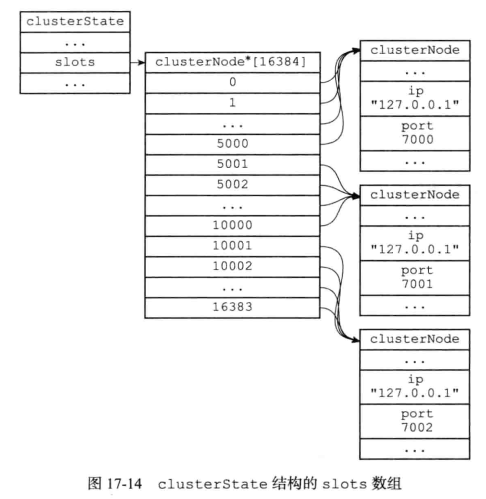 clusterState
...
slots
...
clusterNode*[16384]
0
1
...
5000
5001
5002
...
10000
10001
10002
...
16383
clusterNode
...
ip
"127.0.0.1"
port
7000
...
clusterNode
...
ip
"127.0.0.1"
port
7001
...
clusterNode
...
ip
"127.0.0.1"
port
7002
...
图 17-14 clusterState 结构的 slots 数组